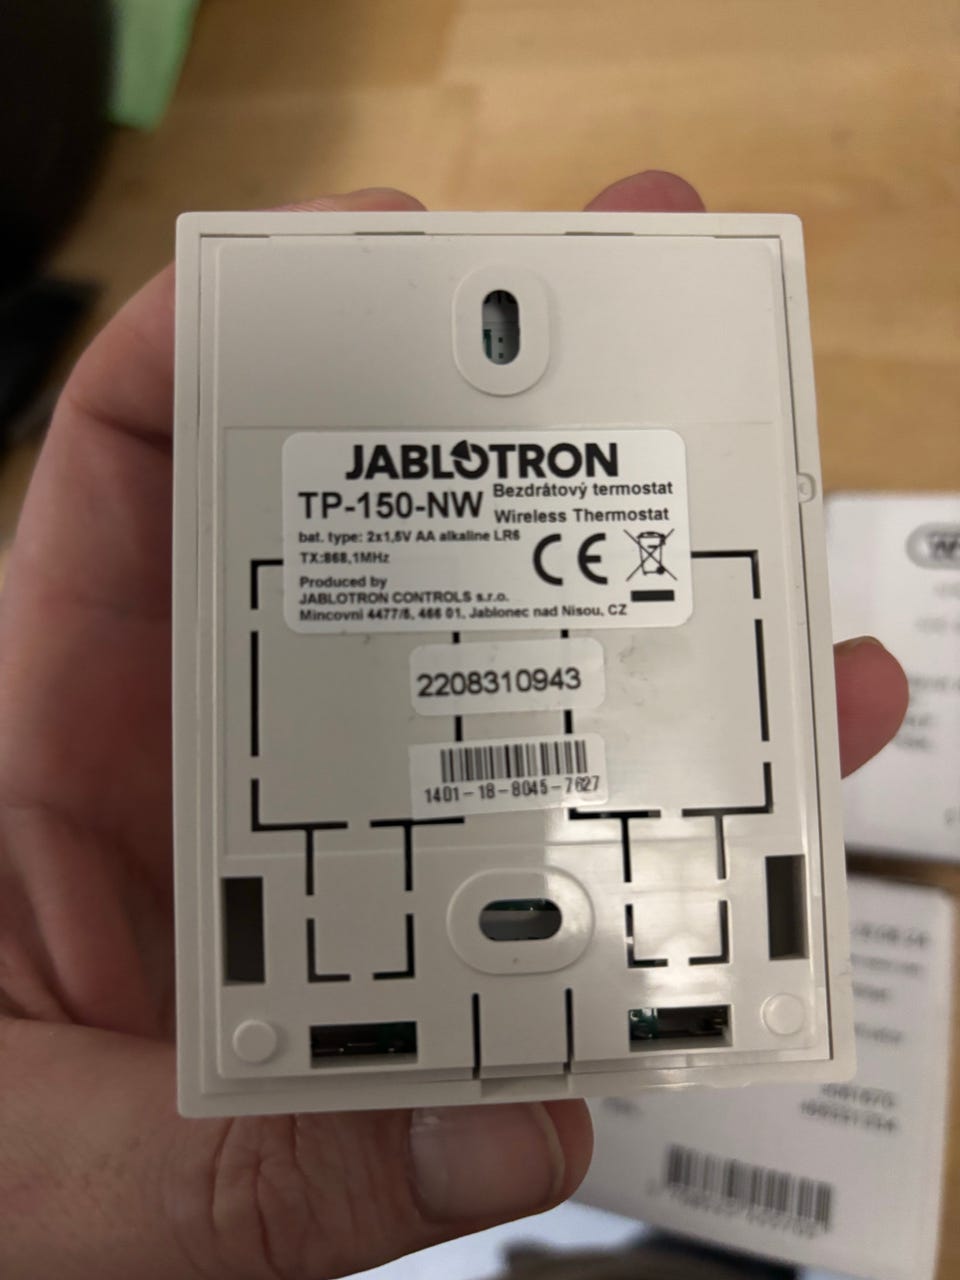 JABLOTRON
TP-150-NW
Bezdrátový termostat
Wireless Thermostat
bat. type: 2x1,5V AA alkaline LR6
TX:868,1MHz
CE
Produced by
JABLOTRON CONTROLS s.r.o.
Mincovní 4477/5, 466 01, Jablonec nad Nisou, CZ
2208310943
1401-18-8045-7627